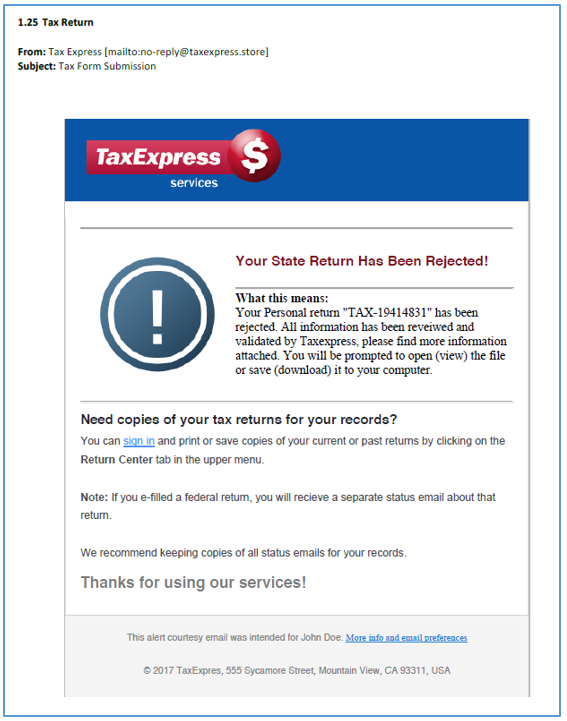 1.25 Tax Return
From: Tax Express [mailto:no-reply@taxexpress.store]
Subject: Tax Form Submission
TaxExpress $
services
!
Your State Return Has Been Rejected!
What this means:
Your Personal return "TAX-19414831" has been
rejected. All information has been reveiwed and
validated by Taxexpress, please find more information
attached. You will be prompted to open (view) the file
or save (download) it to your computer.
Need copies of your tax returns for your records?
You can sign in and print or save copies of your current or past returns by clicking on the
Return Center tab in the upper menu.
Note: If you e-filled a federal return, you will recieve a separate status email about that
return.
We recommend keeping copies of all status emails for your records.
Thanks for using our services!
This alert courtesy email was intended for John Doe. More info and email preferences
© 2017 TaxExpres, 555 Sycamore Street, Mountain View, CA 93311, USA